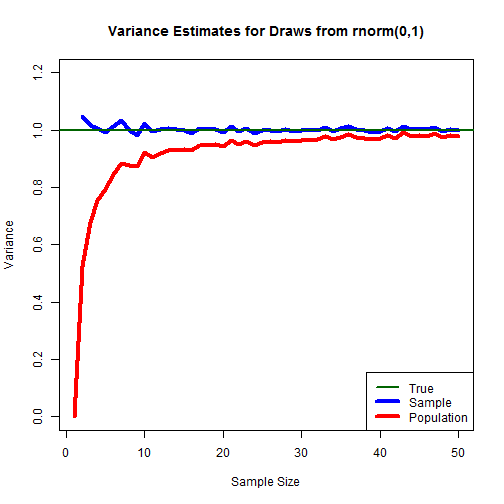 Variance Estimates for Draws from rnorm(0,1)
Variance
1.2
1.0
0.8
0.6
0.4
0.2
0.0
True
Sample
Population
0 10 20 30 40 50
Sample Size